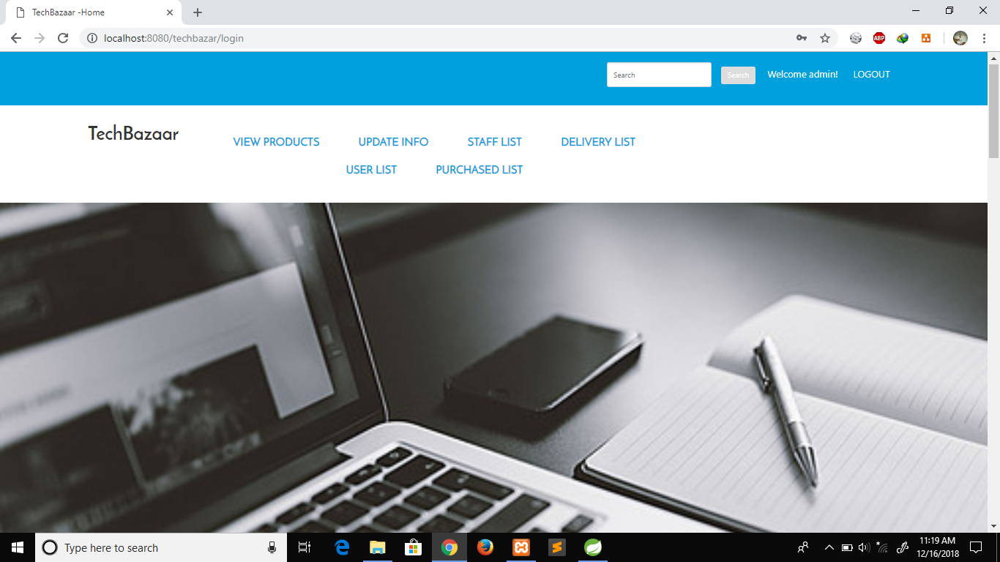 TechBazaar -Home
localhost:8080/techbazar/login
ABP
Search Search Welcome admin! LOGOUT
TechBazaar
VIEW PRODUCTS UPDATE INFO STAFF LIST DELIVERY LIST
USER LIST PURCHASED LIST
Type here to search
11:19 AM
12/16/2018